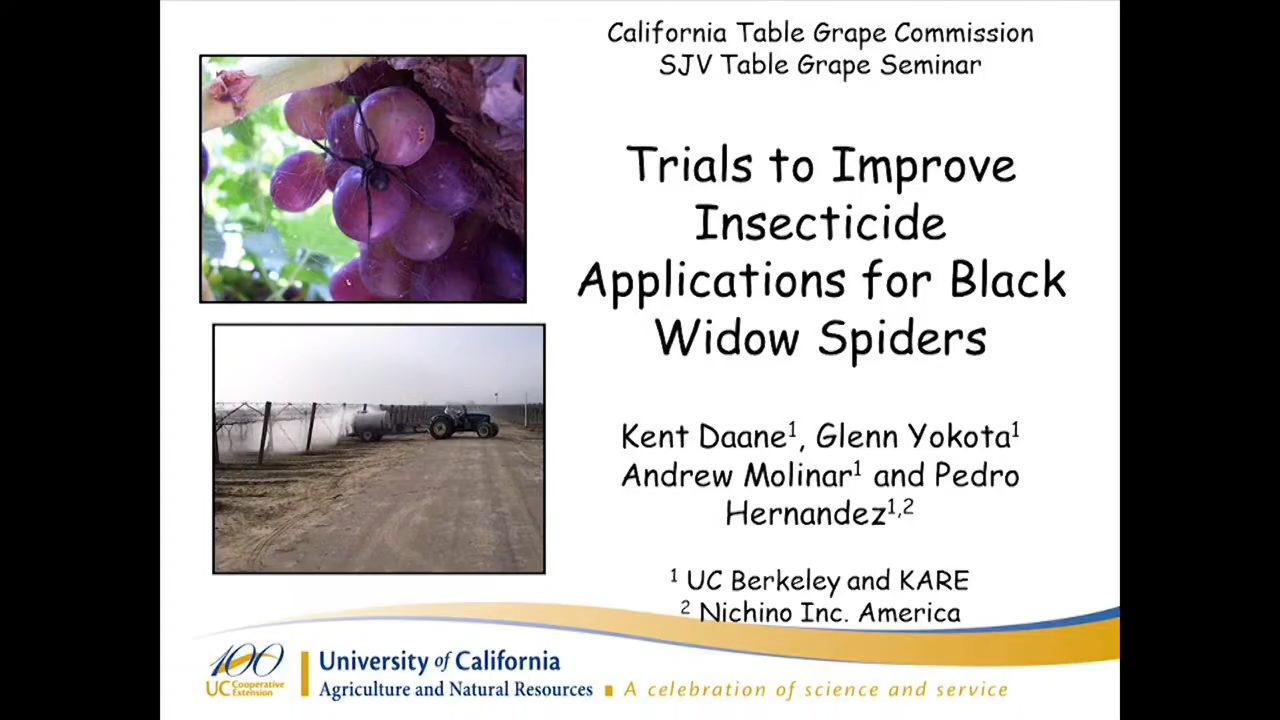 California Table Grape Commission
SJV Table Grape Seminar
Trials to Improve
Insecticide
Applications for Black
Widow Spiders
Kent Daane¹, Glenn Yokota¹
Andrew Molinar¹ and Pedro
Hernandez¹,²
¹ UC Berkeley and KARE
² Nichino Inc. America
100
UC Cooperative
Extension
University of California
Agriculture and Natural Resources ■ A celebration of science and service